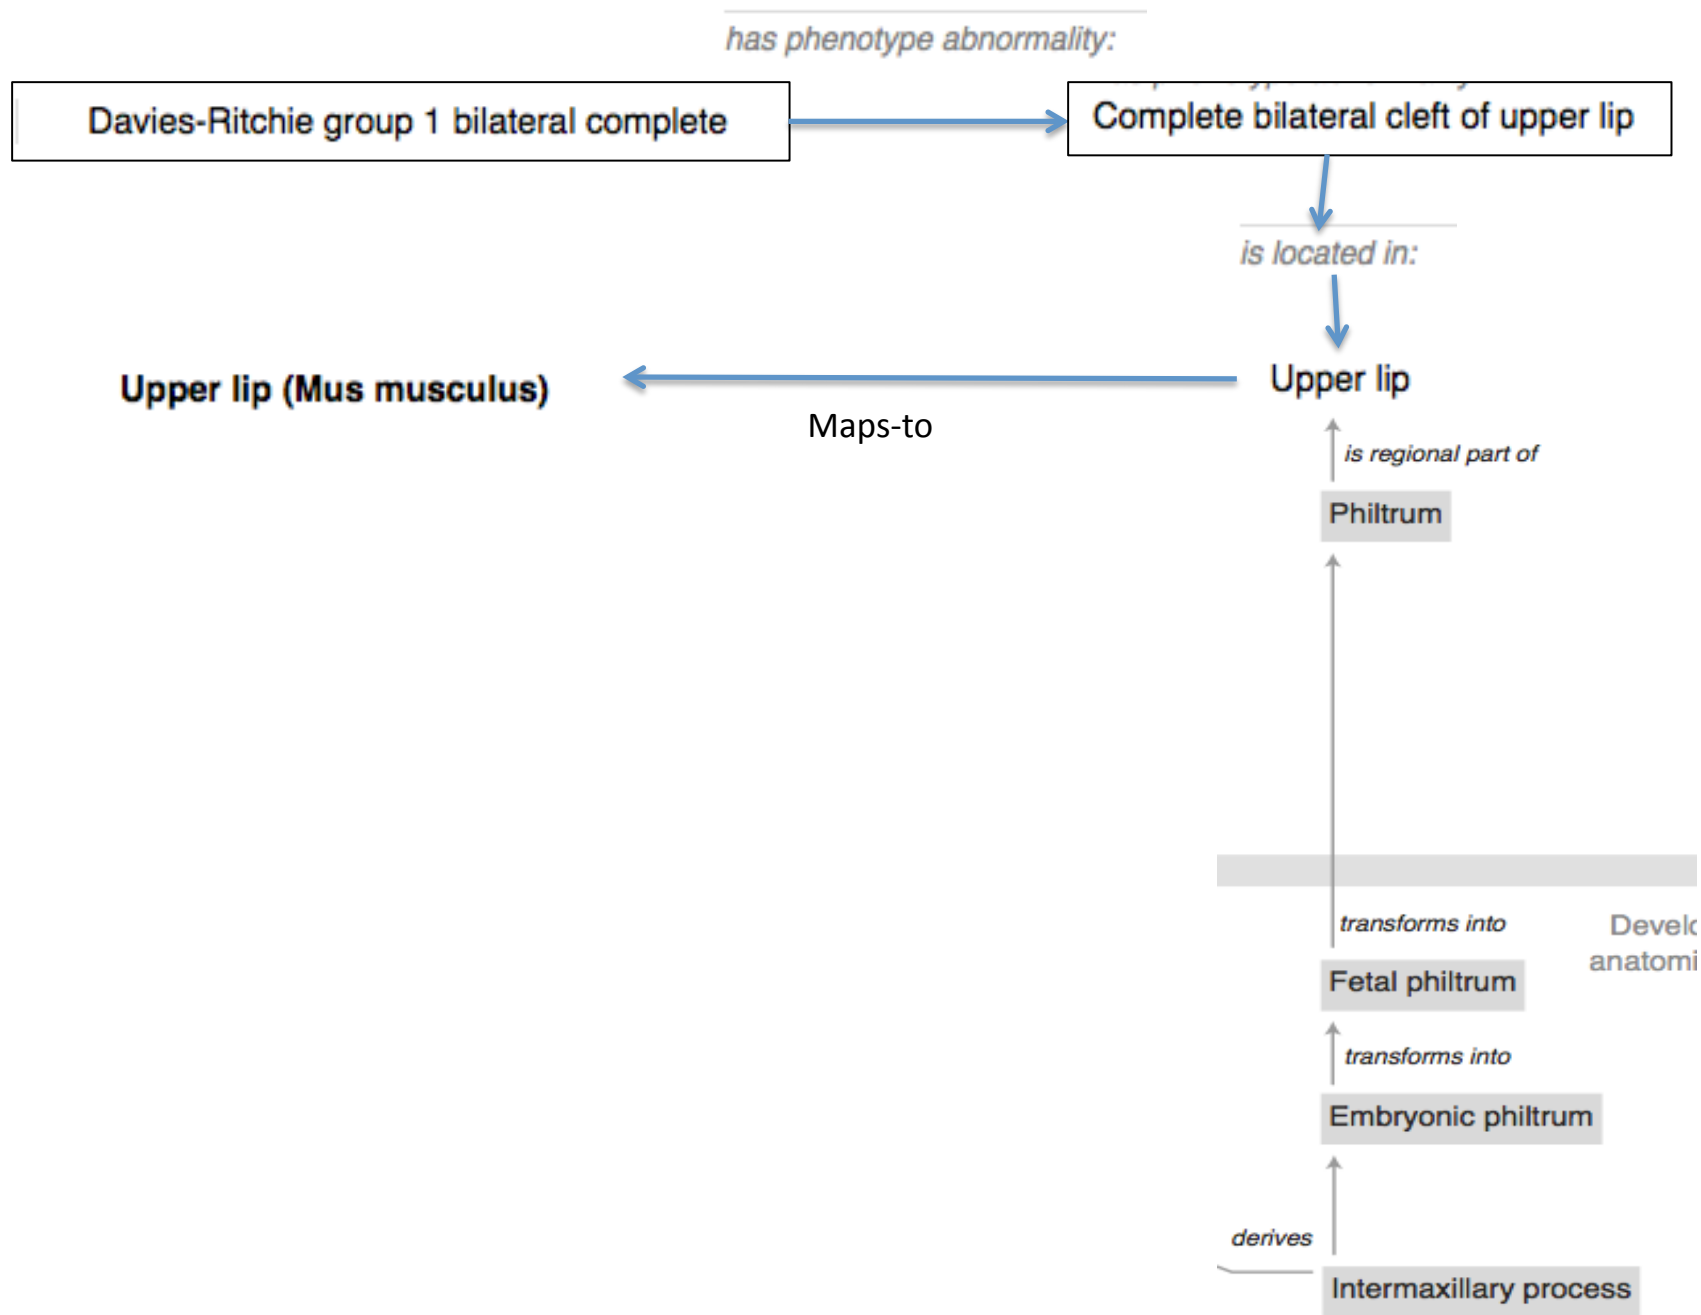 has phenotype abnormality:
Davies-Ritchie group 1 bilateral complete
Complete bilateral cleft of upper lip
is located in:
Upper lip (Mus musculus)
Upper lip
Maps-to
is regional part of
Philtrum
transforms into
Fetal philtrum
transforms into
Embryonic philtrum
derives
Intermaxillary process